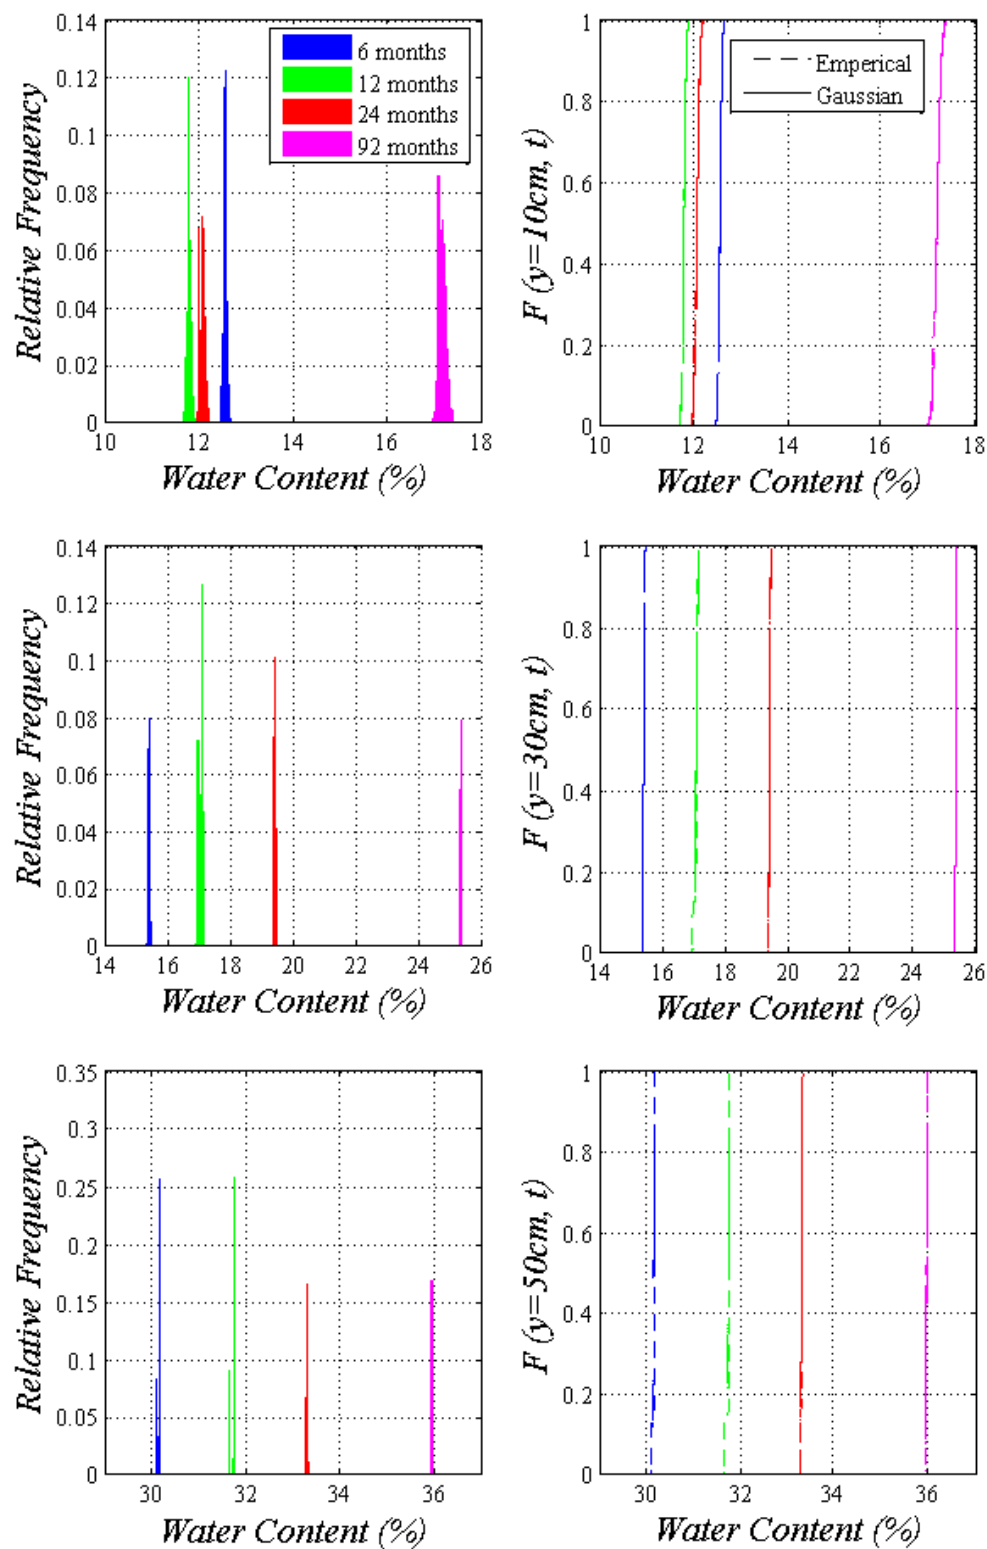 0.14
0.12
0.1
0.08
0.06
0.04
0.02
0
10 12 14 16 18
Relative Frequency
Water Content (%)
6 months
12 months
24 months
92 months
1
0.8
0.6
0.4
0.2
0
10 12 14 16 18
F (y=10cm, t)
Water Content (%)
Emperical
Gaussian
0.14
0.12
0.1
0.08
0.06
0.04
0.02
0
14 16 18 20 22 24 26
Relative Frequency
Water Content (%)
1
0.8
0.6
0.4
0.2
0
14 16 18 20 22 24 26
F (y=30cm, t)
Water Content (%)
0.35
0.3
0.25
0.2
0.15
0.1
0.05
0
30 32 34 36
Relative Frequency
Water Content (%)
1
0.8
0.6
0.4
0.2
0
30 32 34 36
F (y=50cm, t)
Water Content (%)